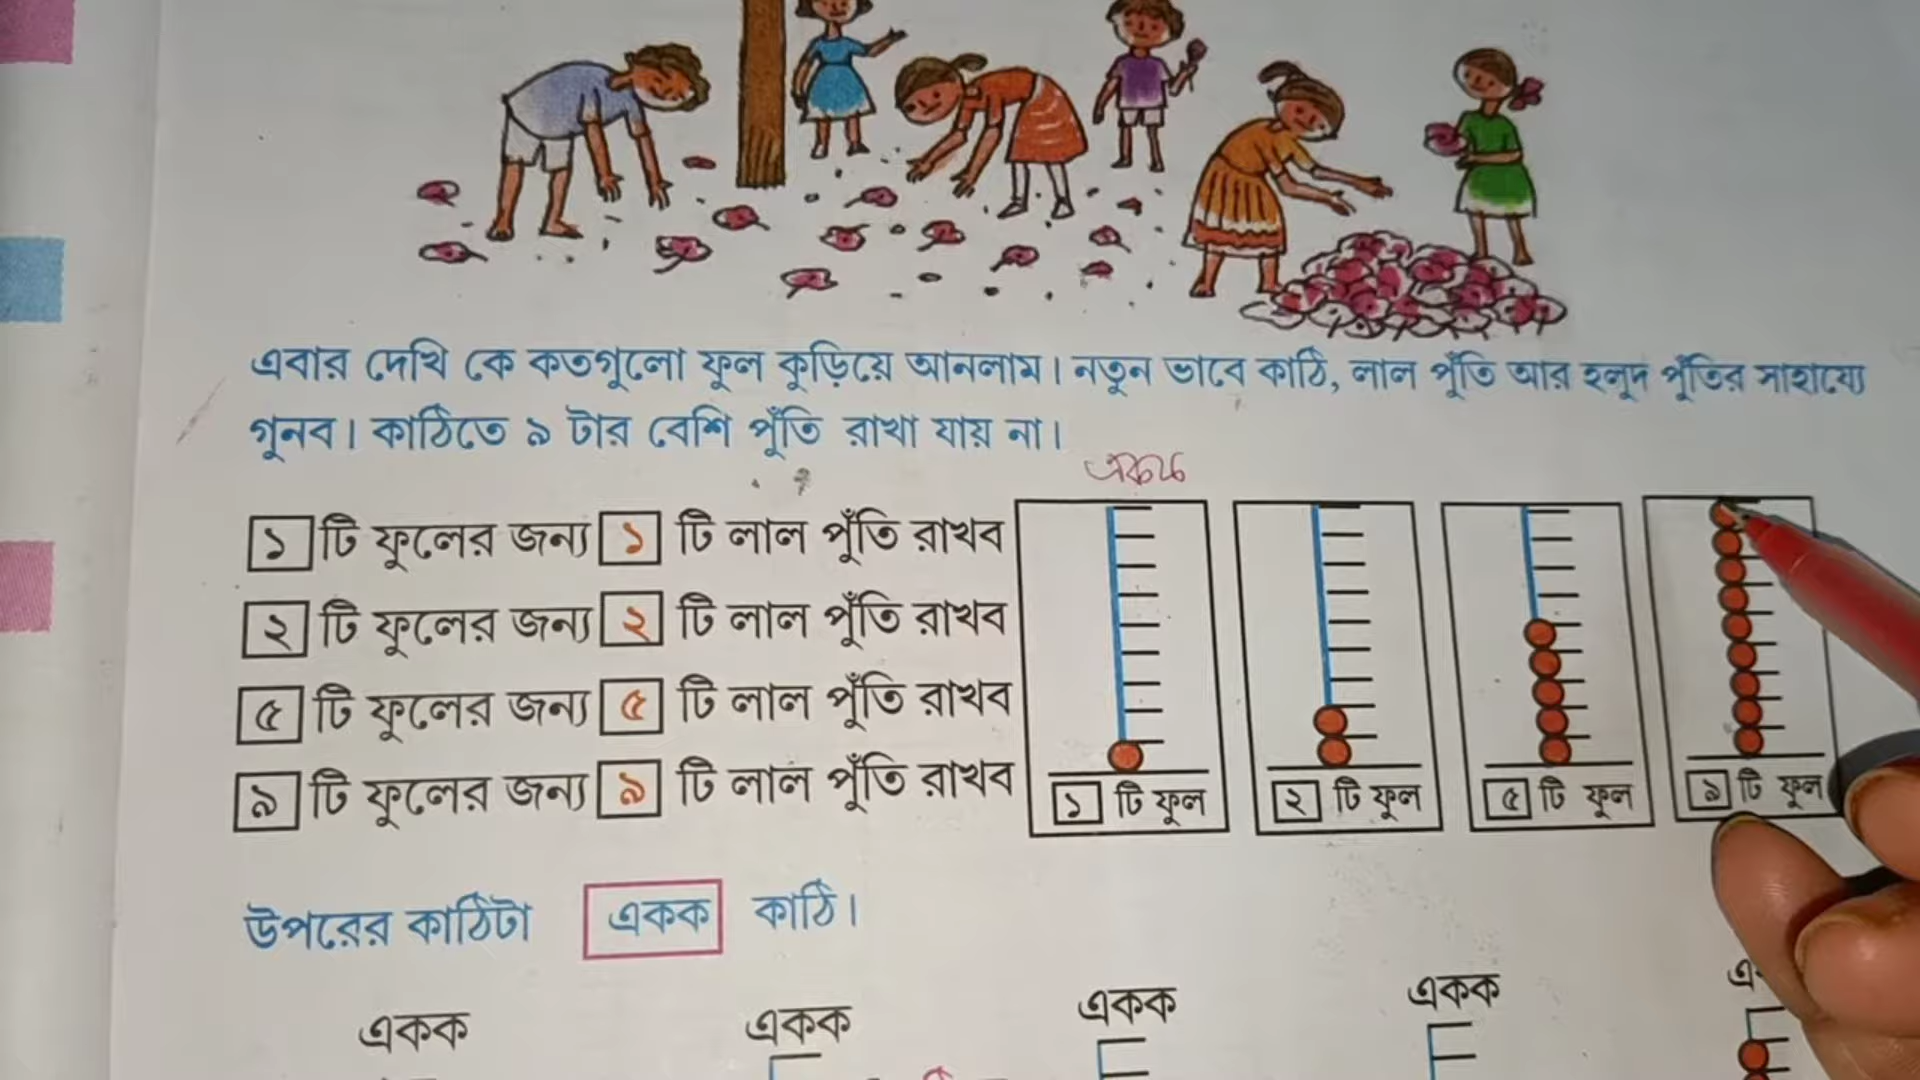 এবার দেখি কে কতগুলো ফুল কুড়িয়ে আনলাম। নতুন ভাবে কাঠি, লাল পুঁতি আর হলুদ পুঁতির সাহায্যে
গুনব। কাঠিতে ৯ টার বেশি পুঁতি রাখা যায় না।
একক
১ টি ফুলের জন্য ১ টি লাল পুঁতি রাখব
২ টি ফুলের জন্য ২ টি লাল পুঁতি রাখব
৫ টি ফুলের জন্য ৫ টি লাল পুঁতি রাখব
৯ টি ফুলের জন্য ৯ টি লাল পুঁতি রাখব
১ টি ফুল ২ টি ফুল ৫ টি ফুল ৯ টি ফুল
উপরের কাঠিটা একক কাঠি।
একক একক একক একক